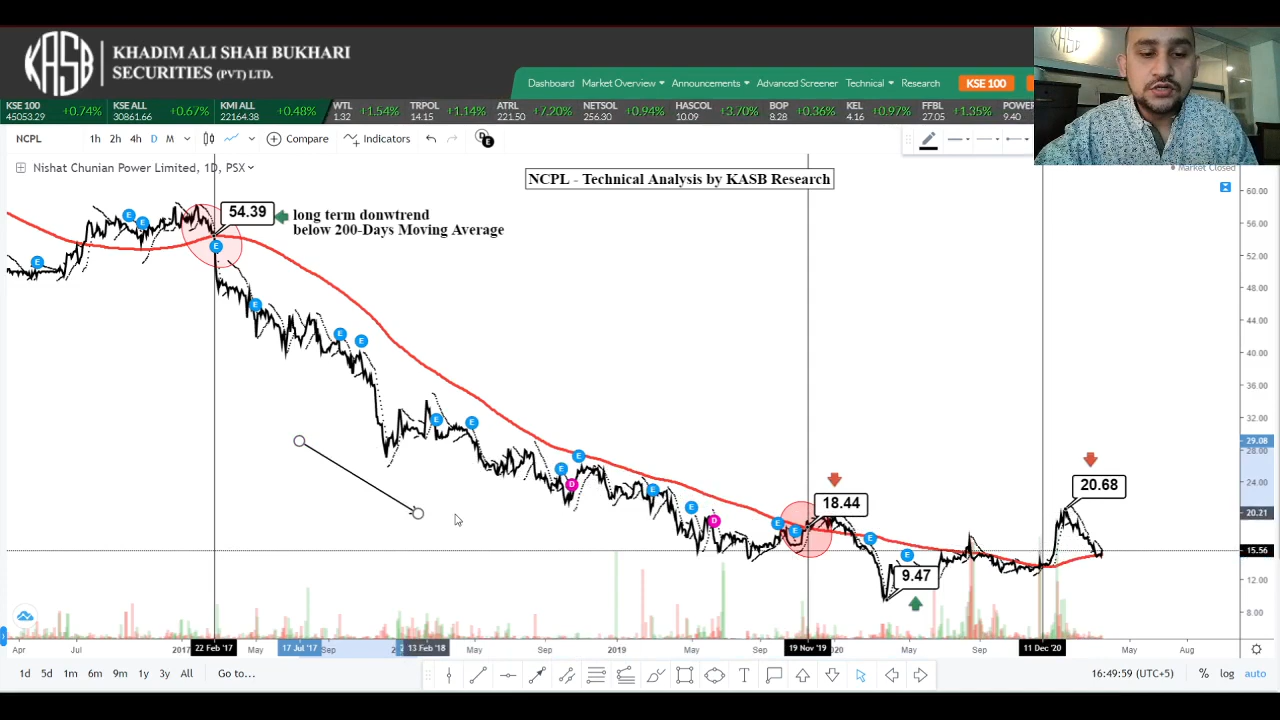 KASB
KHADIM ALI SHAH BUKHARI
SECURITIES (PVT) LTD.
Dashboard Market Overview Announcements Advanced Screener Technical Research KSE 100
KSE 100 +0.74% KSE ALL +0.67% KMI ALL +0.48% WTL +1.54% TRPOL +1.14% ATRL +7.20% NETSOL +0.94% HASCOL +3.70% BOP +0.36% KEL +0.97% FFBL +1.35% POWER
45053.29 30861.66 22164.38 1.32 14.15 221.50 256.30 10.09 8.28 4.16 27.05 9.40
NCPL 1h 2h 4h D M Compare Indicators
Nishat Chunian Power Limited, 1D, PSX
Market Closed
NCPL - Technical Analysis by KASB Research
54.39
long term donwtrend
below 200-Days Moving Average
18.44
9.47
20.68
60.00
56.00
52.00
48.00
44.00
40.00
36.00
32.00
29.08
28.00
24.00
20.21
15.56
12.00
8.00
Apr Jul 2017 22 Feb '17 May 17 Jul '17 Sep 13 Feb '18 May Sep 2019 May Sep 19 Nov '19 020 May Sep 11 Dec '20 May Aug
1d 5d 1m 6m 9m 1y 3y All Go to... 16:49:59 (UTC+5) % log auto